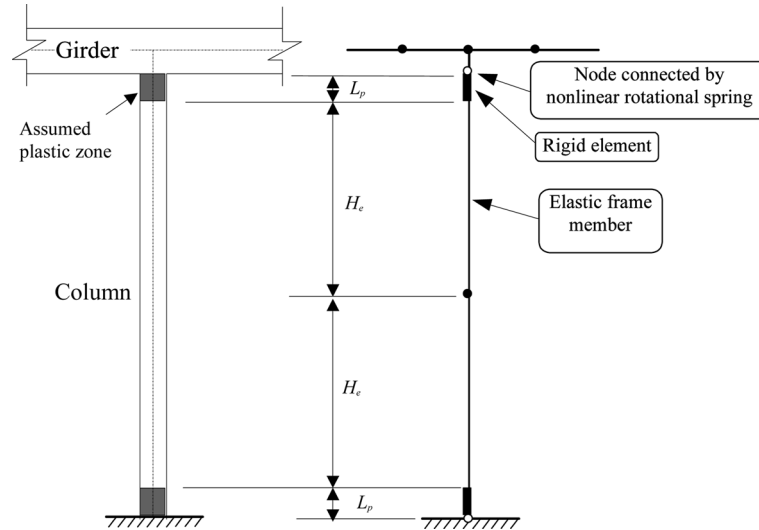 Girder
Assumed
plastic zone
Column
Lp
He
He
Lp
Node connected by
nonlinear rotational spring
Rigid element
Elastic frame
member